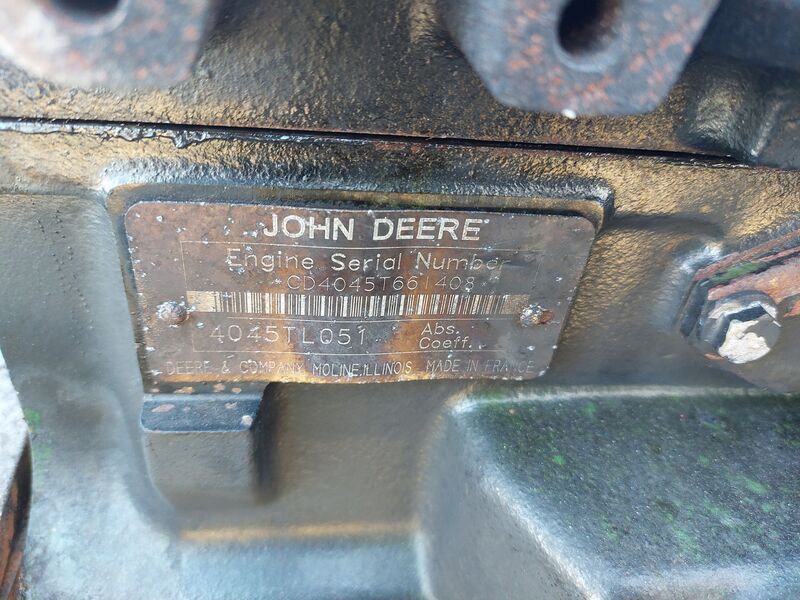 JOHN DEERE
Engine Serial Number
*CD4045T661408*
4045TL051
Abs.
Coeff.
DEERE & COMPANY MOLINE,ILLINOIS MADE IN FRANCE